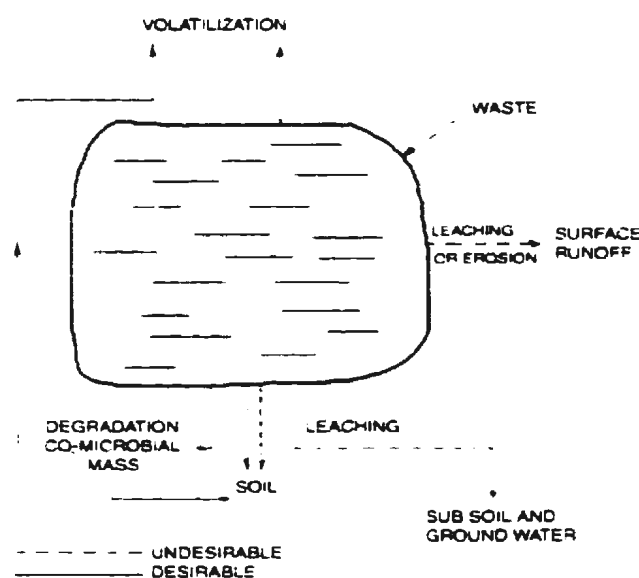 VOLATILIZATION
WASTE
LEACHING
OR EROSION
SURFACE
RUNOFF
DEGRADATION
CO-MICROBIAL
MASS
LEACHING
SOIL
SUB SOIL AND
GROUND WATER
UNDESIRABLE
DESIRABLE